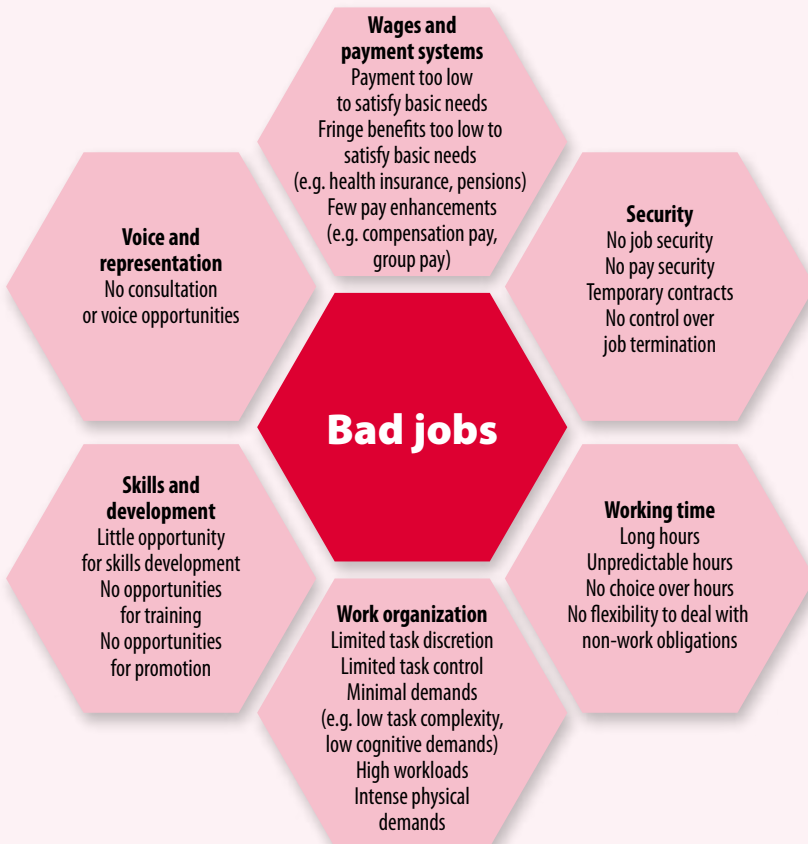 Wages and
payment systems
Payment too low
to satisfy basic needs
Fringe benefits too low to
satisfy basic needs
(e.g. health insurance, pensions)
Few pay enhancements
(e.g. compensation pay,
group pay)
Security
No job security
No pay security
Temporary contracts
No control over
job termination
Working time
Long hours
Unpredictable hours
No choice over hours
No flexibility to deal with
non-work obligations
Work organization
Limited task discretion
Limited task control
Minimal demands
(e.g. low task complexity,
low cognitive demands)
High workloads
Intense physical
demands
Skills and
development
Little opportunity
for skills development
No opportunities
for training
No opportunities
for promotion
Voice and
representation
No consultation
or voice opportunities
Bad jobs